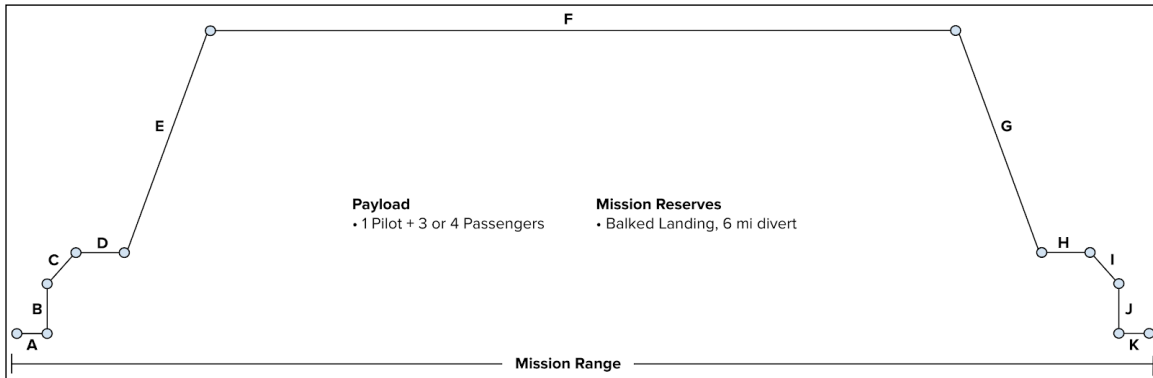 F
E
G
Payload
• 1 Pilot + 3 or 4 Passengers
Mission Reserves
• Balked Landing, 6 mi divert
D
H
C
I
B
J
A
K
Mission Range